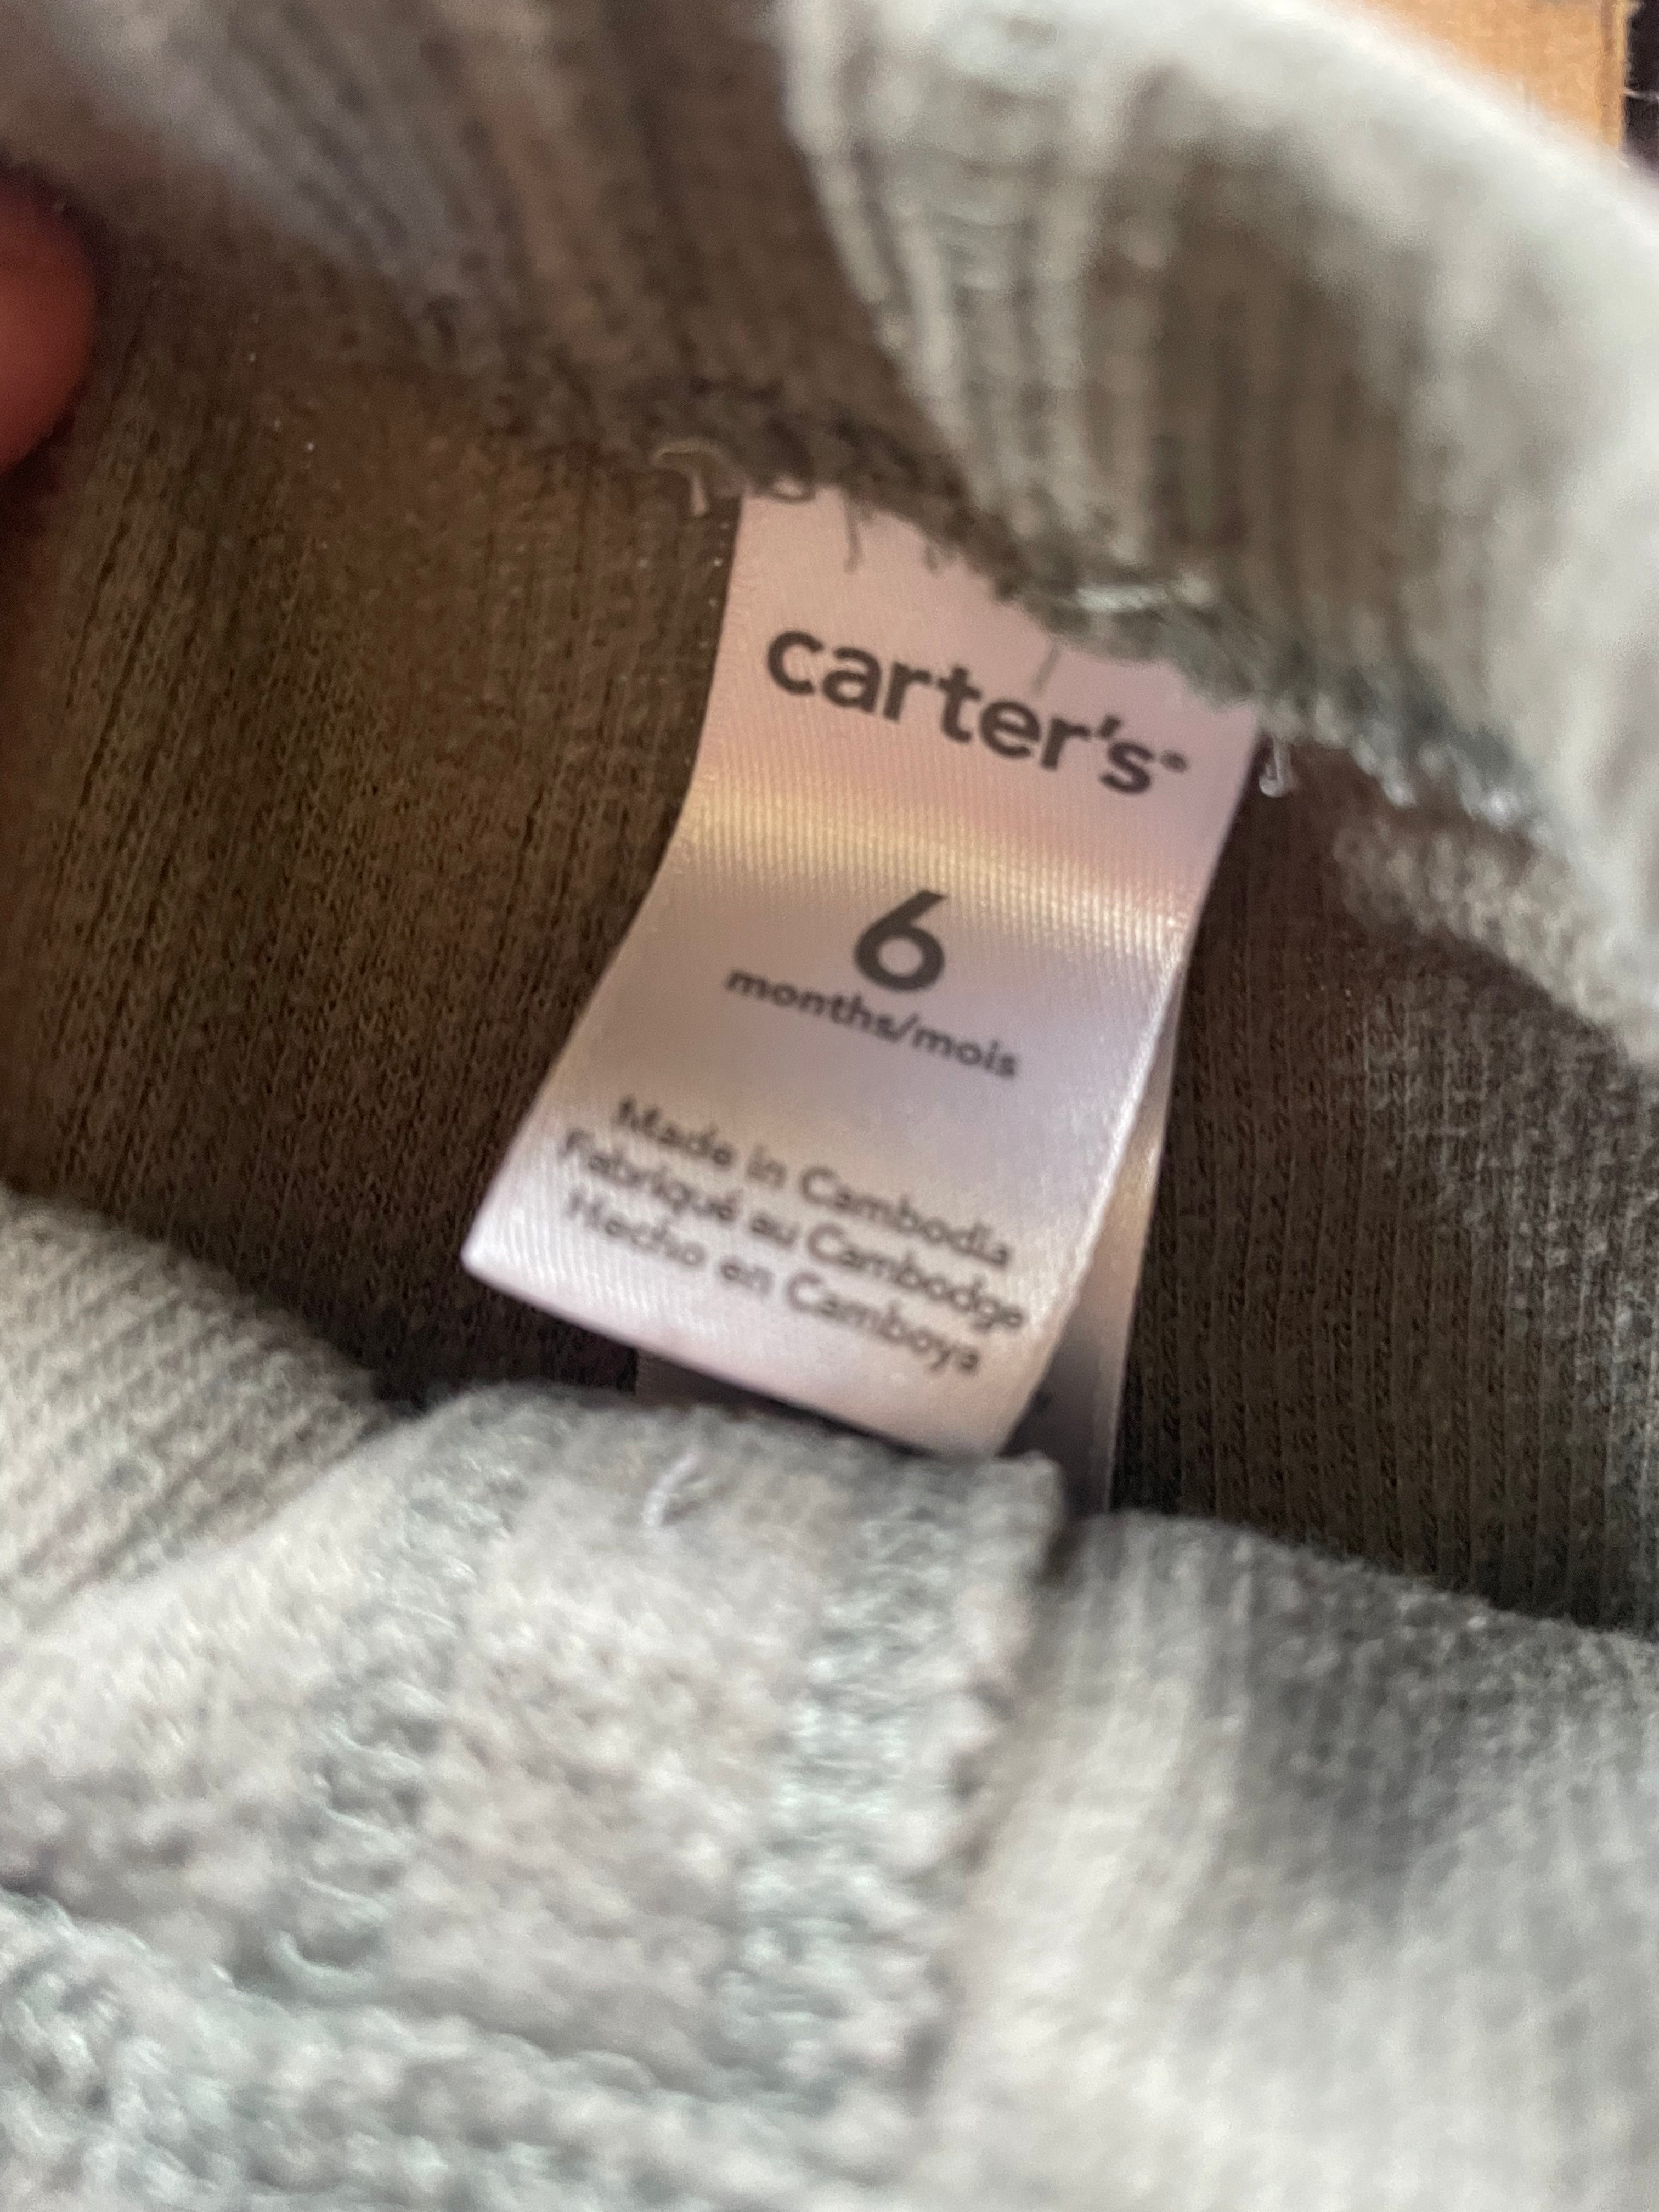 carter's®
6
months/mois
Made in Cambodia
Fabriqué au Cambodge
Hecho en Camboya